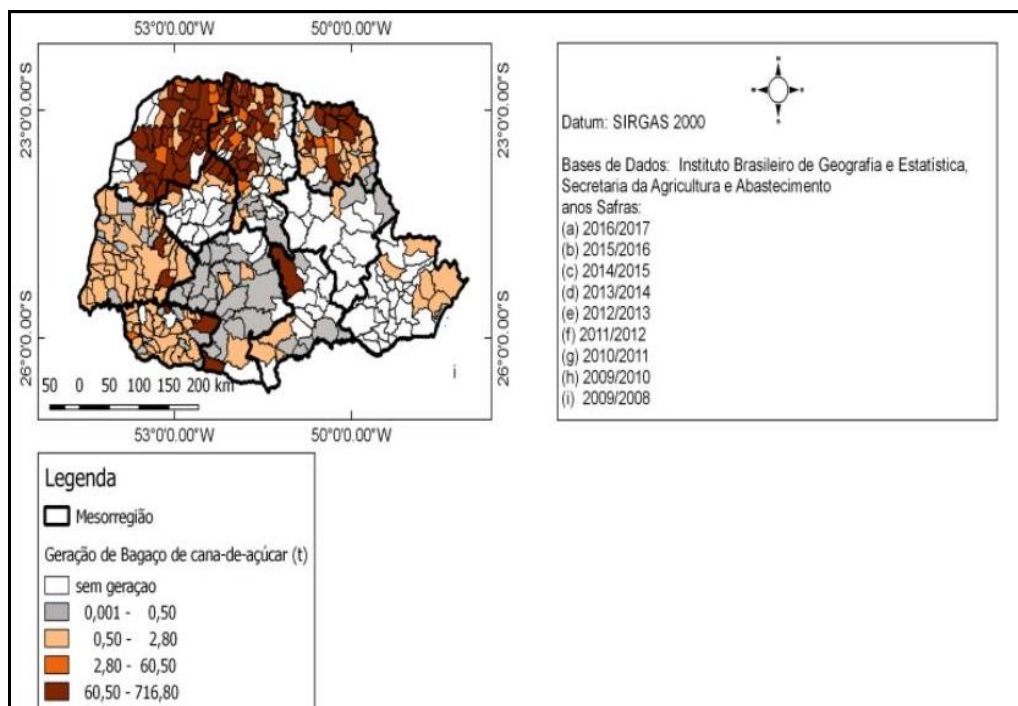 53°0'0.00"W 50°0'0.00"W
23°0'0.00"S
26°0'0.00"S
23°0'0.00"S
26°0'0.00"S
i
50 0 50 100 150 200 km
53°0'0.00"W 50°0'0.00"W
N
W E
S
Datum: SIRGAS 2000
Bases de Dados: Instituto Brasileiro de Geografia e Estatística,
Secretaria da Agricultura e Abastecimento
anos Safras:
(a) 2016/2017
(b) 2015/2016
(c) 2014/2015
(d) 2013/2014
(e) 2012/2013
(f) 2011/2012
(g) 2010/2011
(h) 2009/2010
(i) 2009/2008
Legenda
Mesorregião
Geração de Bagaço de cana-de-açúcar (t)
sem geraçao
0,001 - 0,50
0,50 - 2,80
2,80 - 60,50
60,50 - 716,80